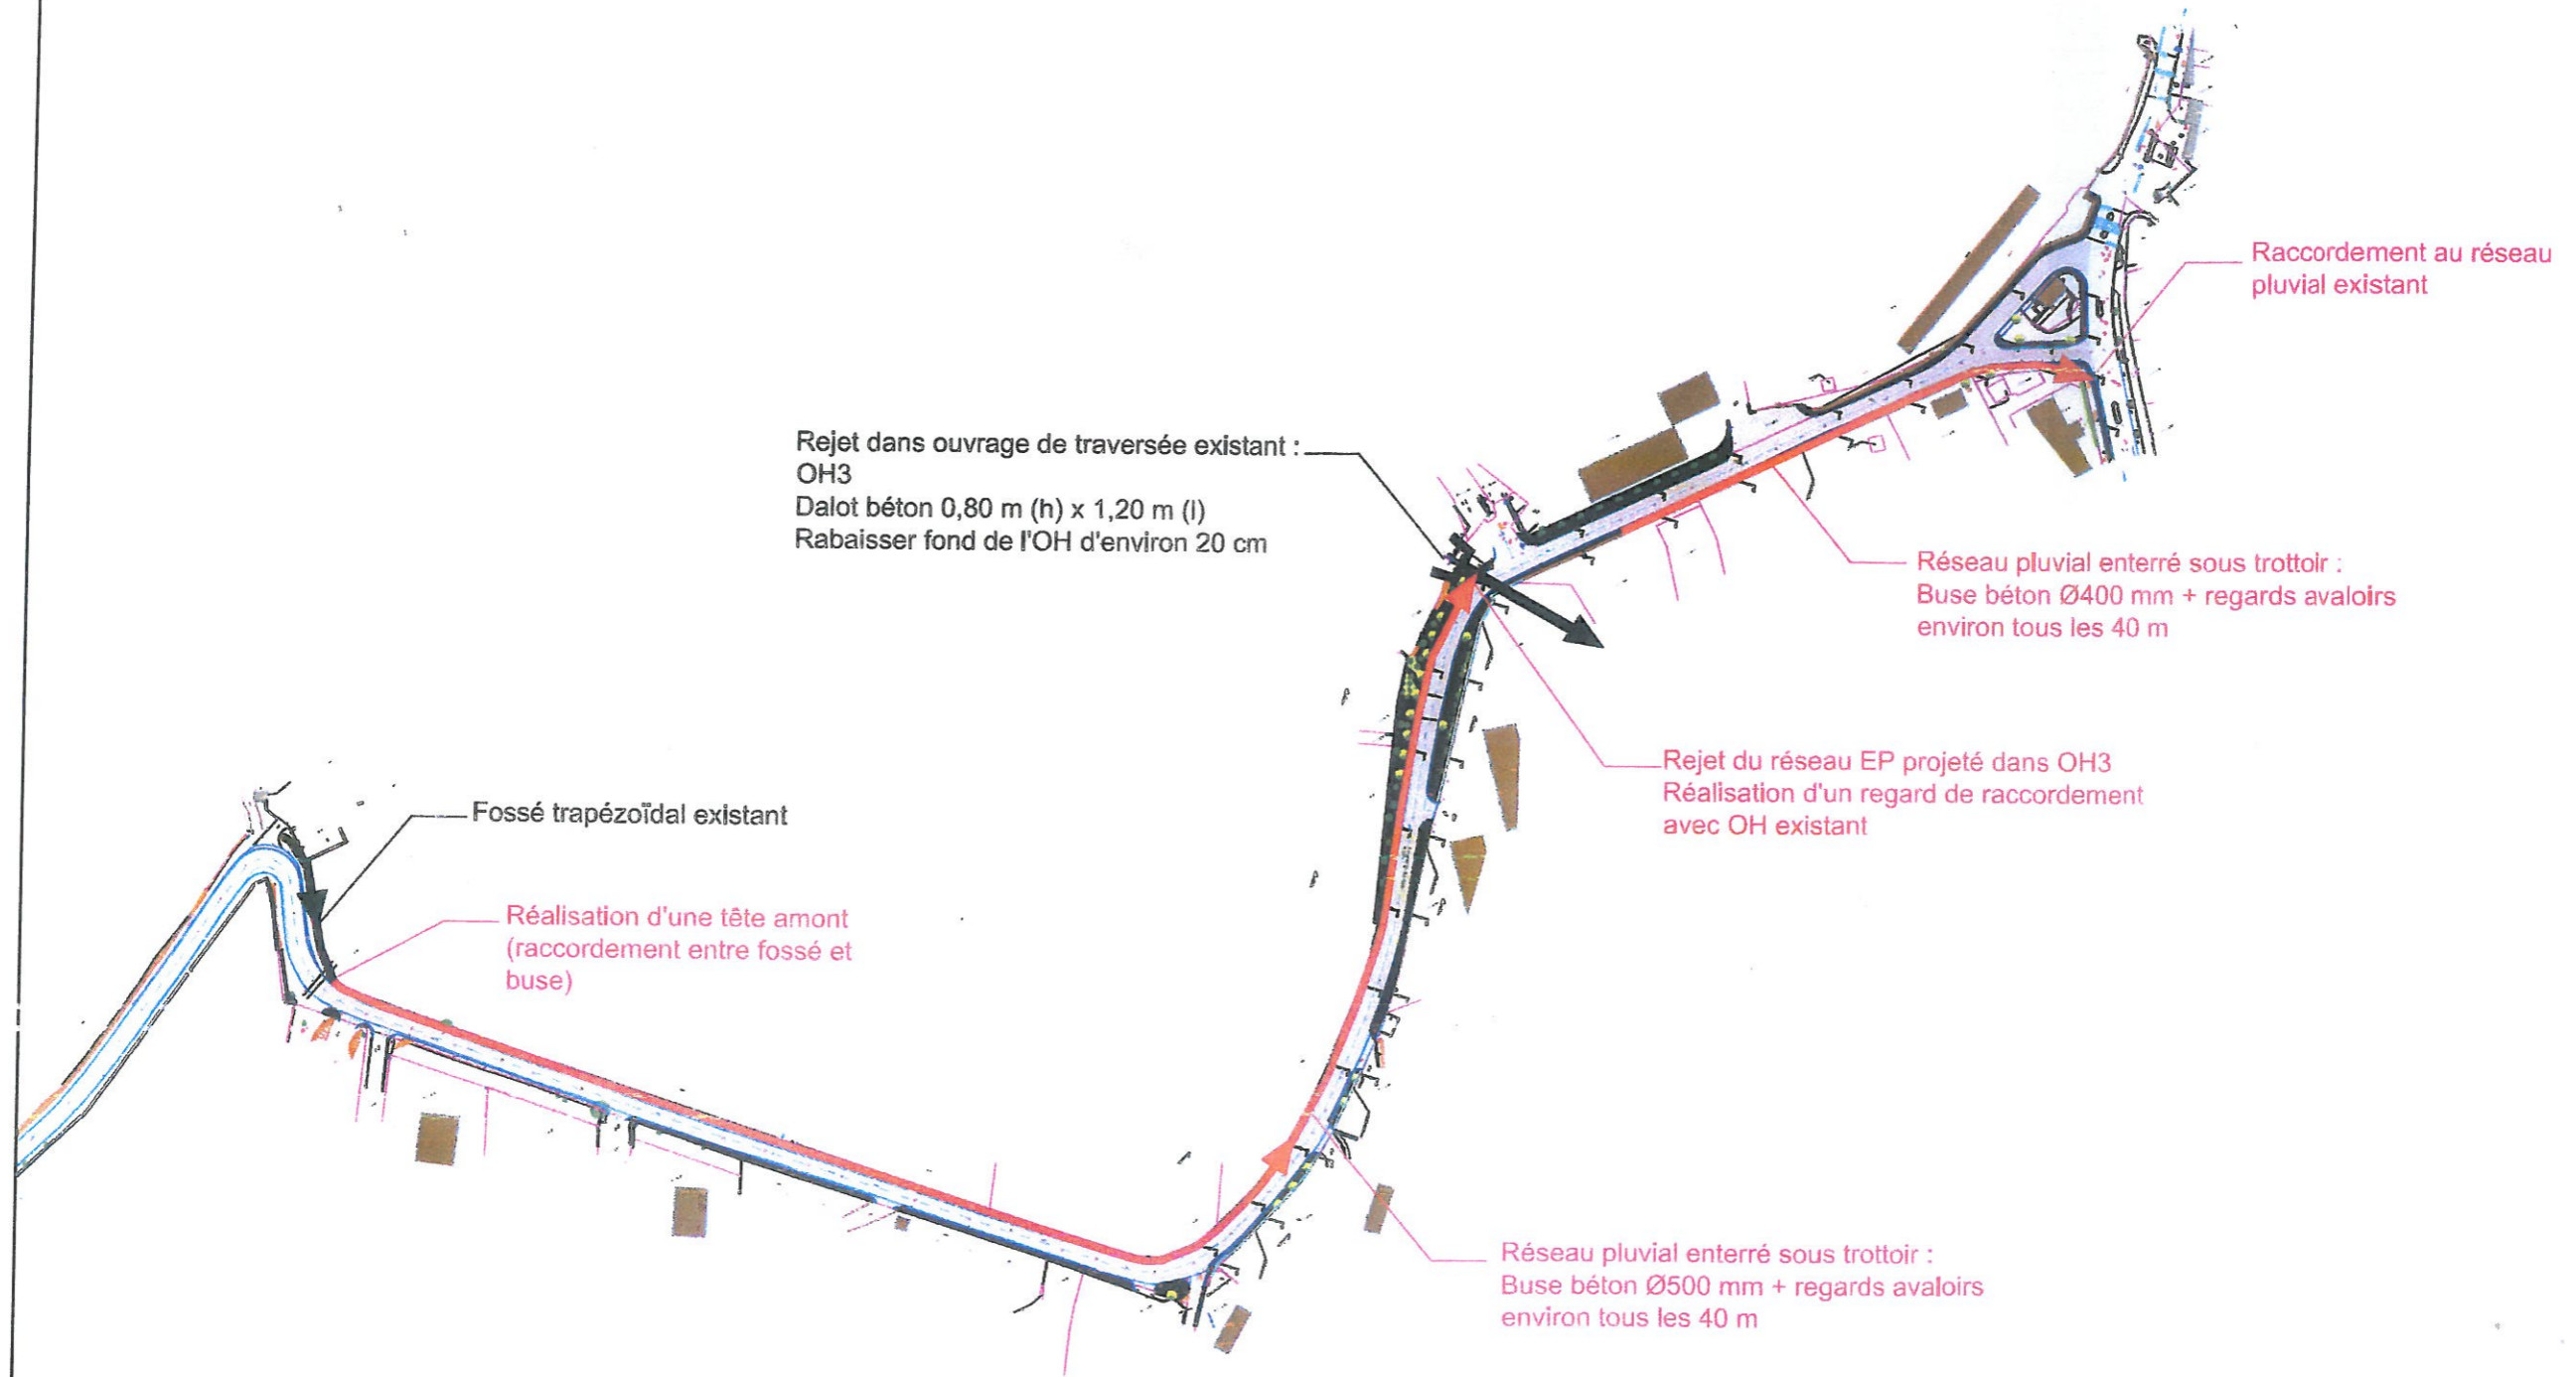 Raccordement au réseau
pluvial existant
Rejet dans ouvrage de traversée existant :
OH3
Dalot béton 0,80 m (h) x 1,20 m (l)
Rabaisser fond de l'OH d'environ 20 cm
Réseau pluvial enterré sous trottoir :
Buse béton Ø400 mm + regards avaloirs
environ tous les 40 m
Rejet du réseau EP projeté dans OH3
Réalisation d'un regard de raccordement
avec OH existant
Fossé trapézoïdal existant
Réalisation d'une tête amont
(raccordement entre fossé et
buse)
Réseau pluvial enterré sous trottoir :
Buse béton Ø500 mm + regards avaloirs
environ tous les 40 m